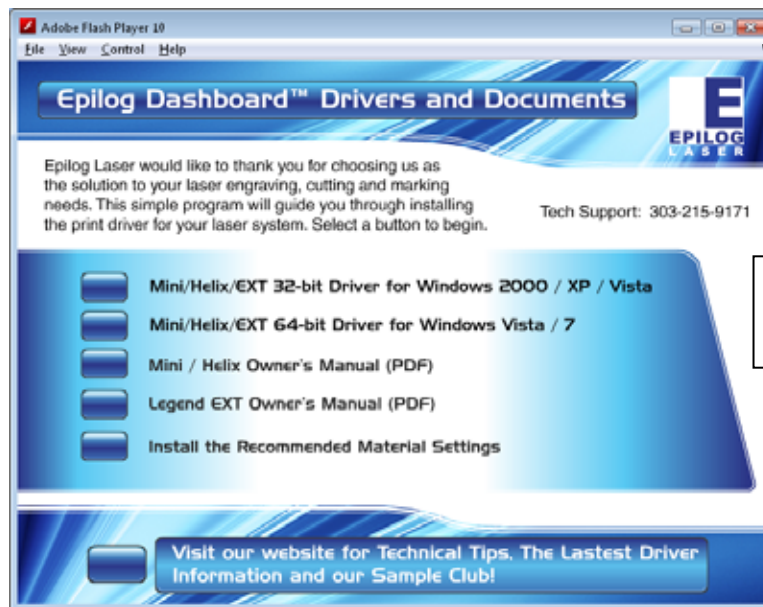 Adobe Flash Player 10
File View Control Help
Epilog Dashboard™ Drivers and Documents
EPILOG
LASER
Epilog Laser would like to thank you for choosing us as
the solution to your laser engraving, cutting and marking
needs. This simple program will guide you through installing
the print driver for your laser system. Select a button to begin.
Tech Support: 303-215-9171
Mini/Helix/EXT 32-bit Driver for Windows 2000 / XP / Vista
Mini/Helix/EXT 64-bit Driver for Windows Vista / 7
Mini / Helix Owner's Manual (PDF)
Legend EXT Owner's Manual (PDF)
Install the Recommended Material Settings
Visit our website for Technical Tips, The Lastest Driver
Information and our Sample Club!